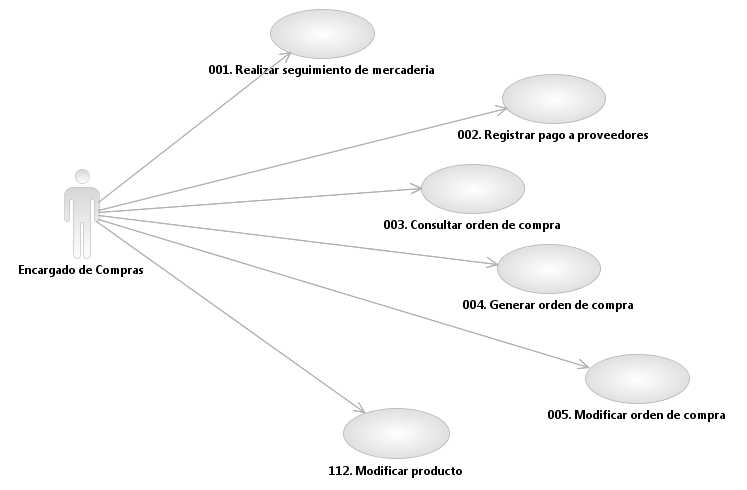 001. Realizar seguimiento de mercaderia
002. Registrar pago a proveedores
003. Consultar orden de compra
Encargado de Compras
004. Generar orden de compra
005. Modificar orden de compra
112. Modificar producto